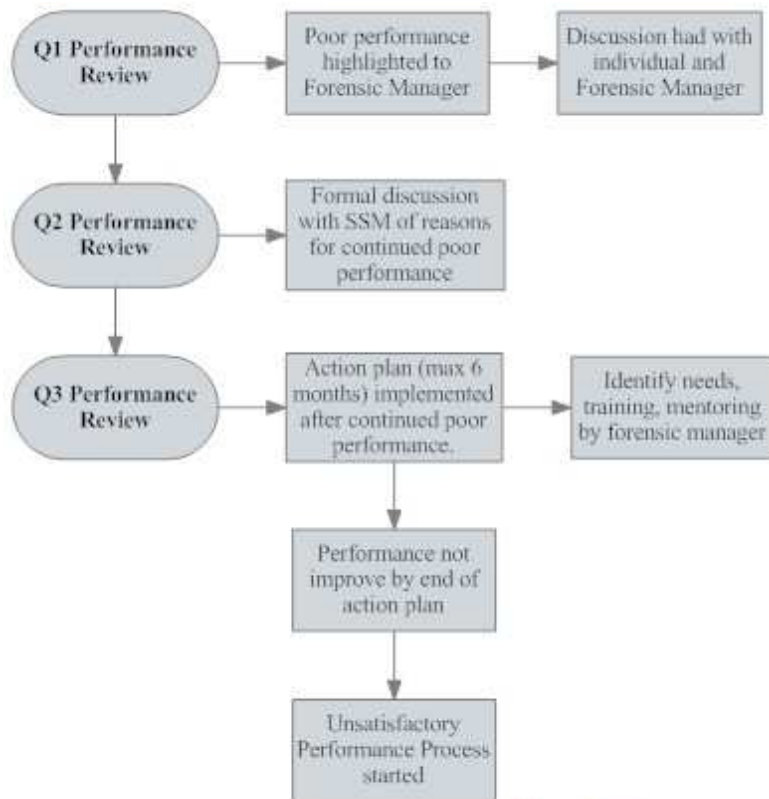 Q1 Performance
Review
Poor performance
highlighted to
Forensic Manager
Discussion had with
individual and
Forensic Manager
Q2 Performance
Review
Formal discussion
with SSM of reasons
for continued poor
performance
Q3 Performance
Review
Action plan (max 6
months) implemented
after continued poor
performance.
Identify needs,
training, mentoring
by forensic manager
Performance not
improve by end of
action plan
Unsatisfactory
Performance Process
started